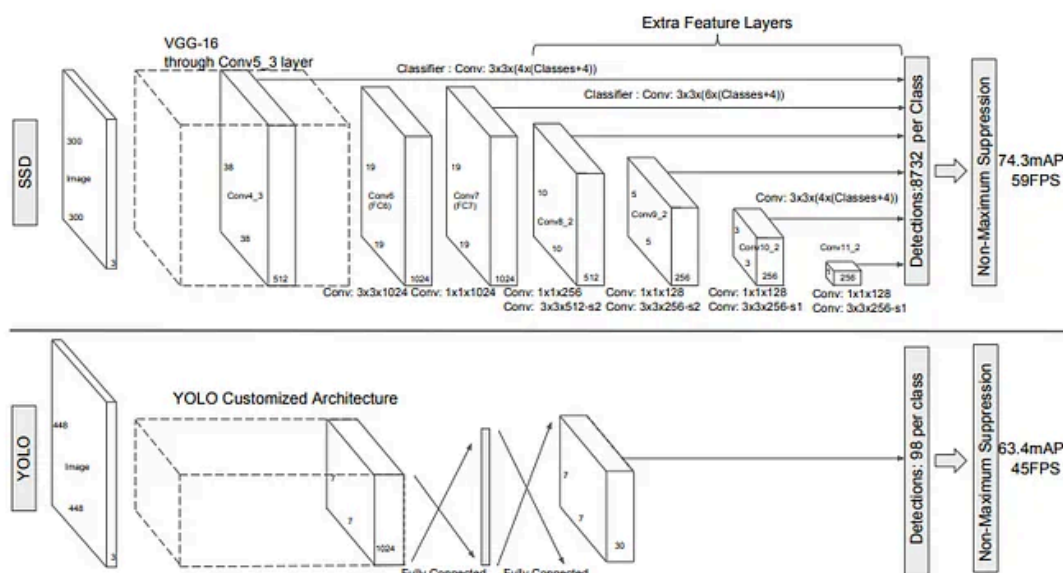 Extra Feature Layers
VGG-16
through Conv5_3 layer
Classifier : Conv: 3x3x(4x(Classes+4))
Classifier : Conv: 3x3x(6x(Classes+4))
SSD
300
Image
300
3
38
Conv4_3
38
512
19
Conv6
(FC6)
19
1024
19
Conv7
(FC7)
19
1024
10
Conv8_2
10
512
5
Conv9_2
5
256
Conv: 3x3x(4x(Classes+4))
3
Conv10_2
3
256
Conv11_2
256
Detections:8732 per Class
Non-Maximum Suppression
74.3mAP
59FPS
Conv: 3x3x1024
Conv: 1x1x1024
Conv: 1x1x256
Conv: 3x3x512-s2
Conv: 1x1x128
Conv: 3x3x256-s2
Conv: 1x1x128
Conv: 3x3x256-s1
Conv: 1x1x128
Conv: 3x3x256-s1
YOLO
448
Image
448
3
YOLO Customized Architecture
7
7
1024
Fully Connected
Fully Connected
7
7
30
Detections: 98 per class
Non-Maximum Suppression
63.4mAP
45FPS